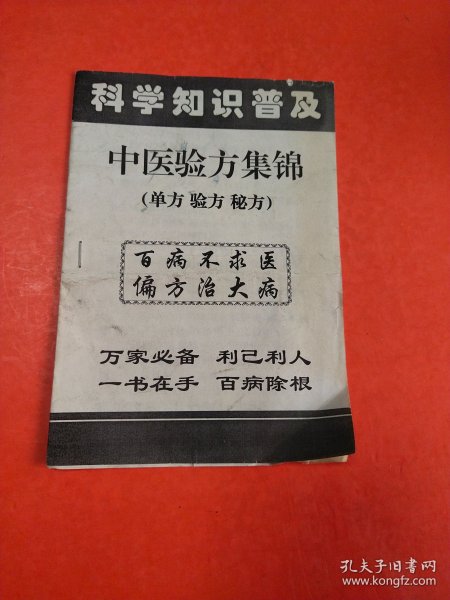 科学知识普及
中医验方集锦
(单方 验方 秘方)
百病不求医
偏方治大病
万家必备 利己利人
一书在手 百病除根
孔夫子旧书网
www.kongfz.com